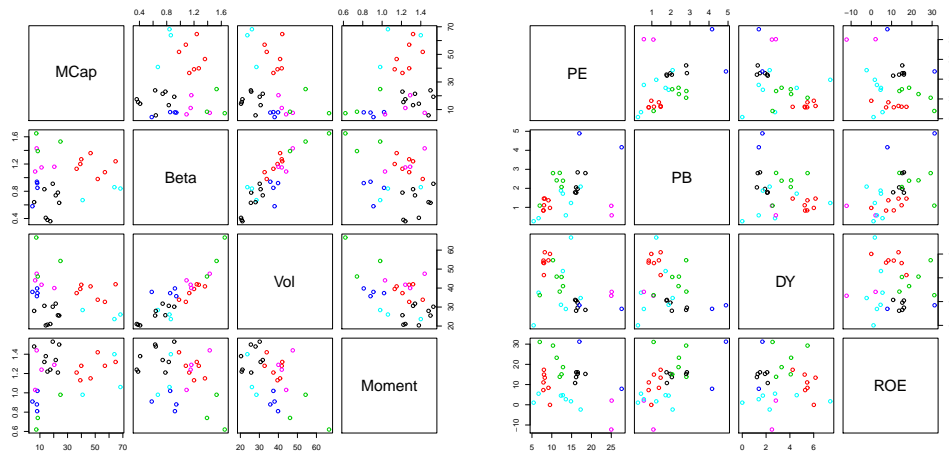 0.4 0.8 1.2 1.6 0.6 1.0 1.4
1 2 3 4 5 -10 0 10 20 30
MCap
10 30 50 70
PE
0.4 0.8 1.2 1.6
Beta
PB
1 2 3 4 5
Vol
20 30 40 50 60
DY
0.6 0.8 1.0 1.2 1.4
Moment
-10 0 10 20 30
ROE
10 30 50 70 20 30 40 50 60
5 10 15 20 25 0 2 4 6